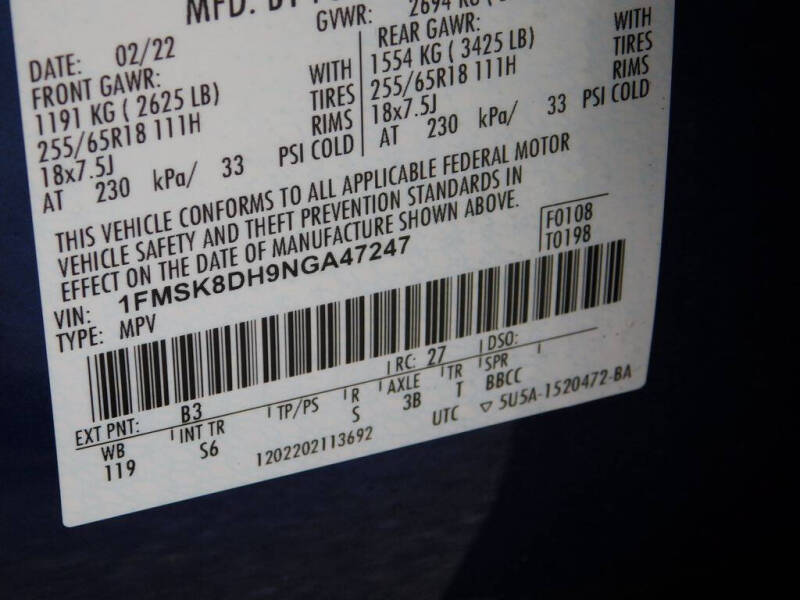 MFD. BY
GVWR: 2694 KG
DATE: 02/22
FRONT GAWR:
1191 KG ( 2625 LB)
255/65R18 111H
18x7.5J
AT 230 kPa/ 33 PSI COLD
WITH
TIRES
RIMS
REAR GAWR:
1554 KG ( 3425 LB)
255/65R18 111H
18x7.5J
AT 230 kPa/ 33 PSI COLD
WITH
TIRES
RIMS
THIS VEHICLE CONFORMS TO ALL APPLICABLE FEDERAL MOTOR
VEHICLE SAFETY AND THEFT PREVENTION STANDARDS IN
EFFECT ON THE DATE OF MANUFACTURE SHOWN ABOVE.
F0108
T0198
VIN: 1FMSK8DH9NGA47247
TYPE: MPV
EXT PNT: B3 RC: 27 DSO:
WB INT TR TP/PS R AXLE TR SPR
119 S6 S 3B T BBCC
1202202113692 UTC ▽ 5U5A-1520472-BA